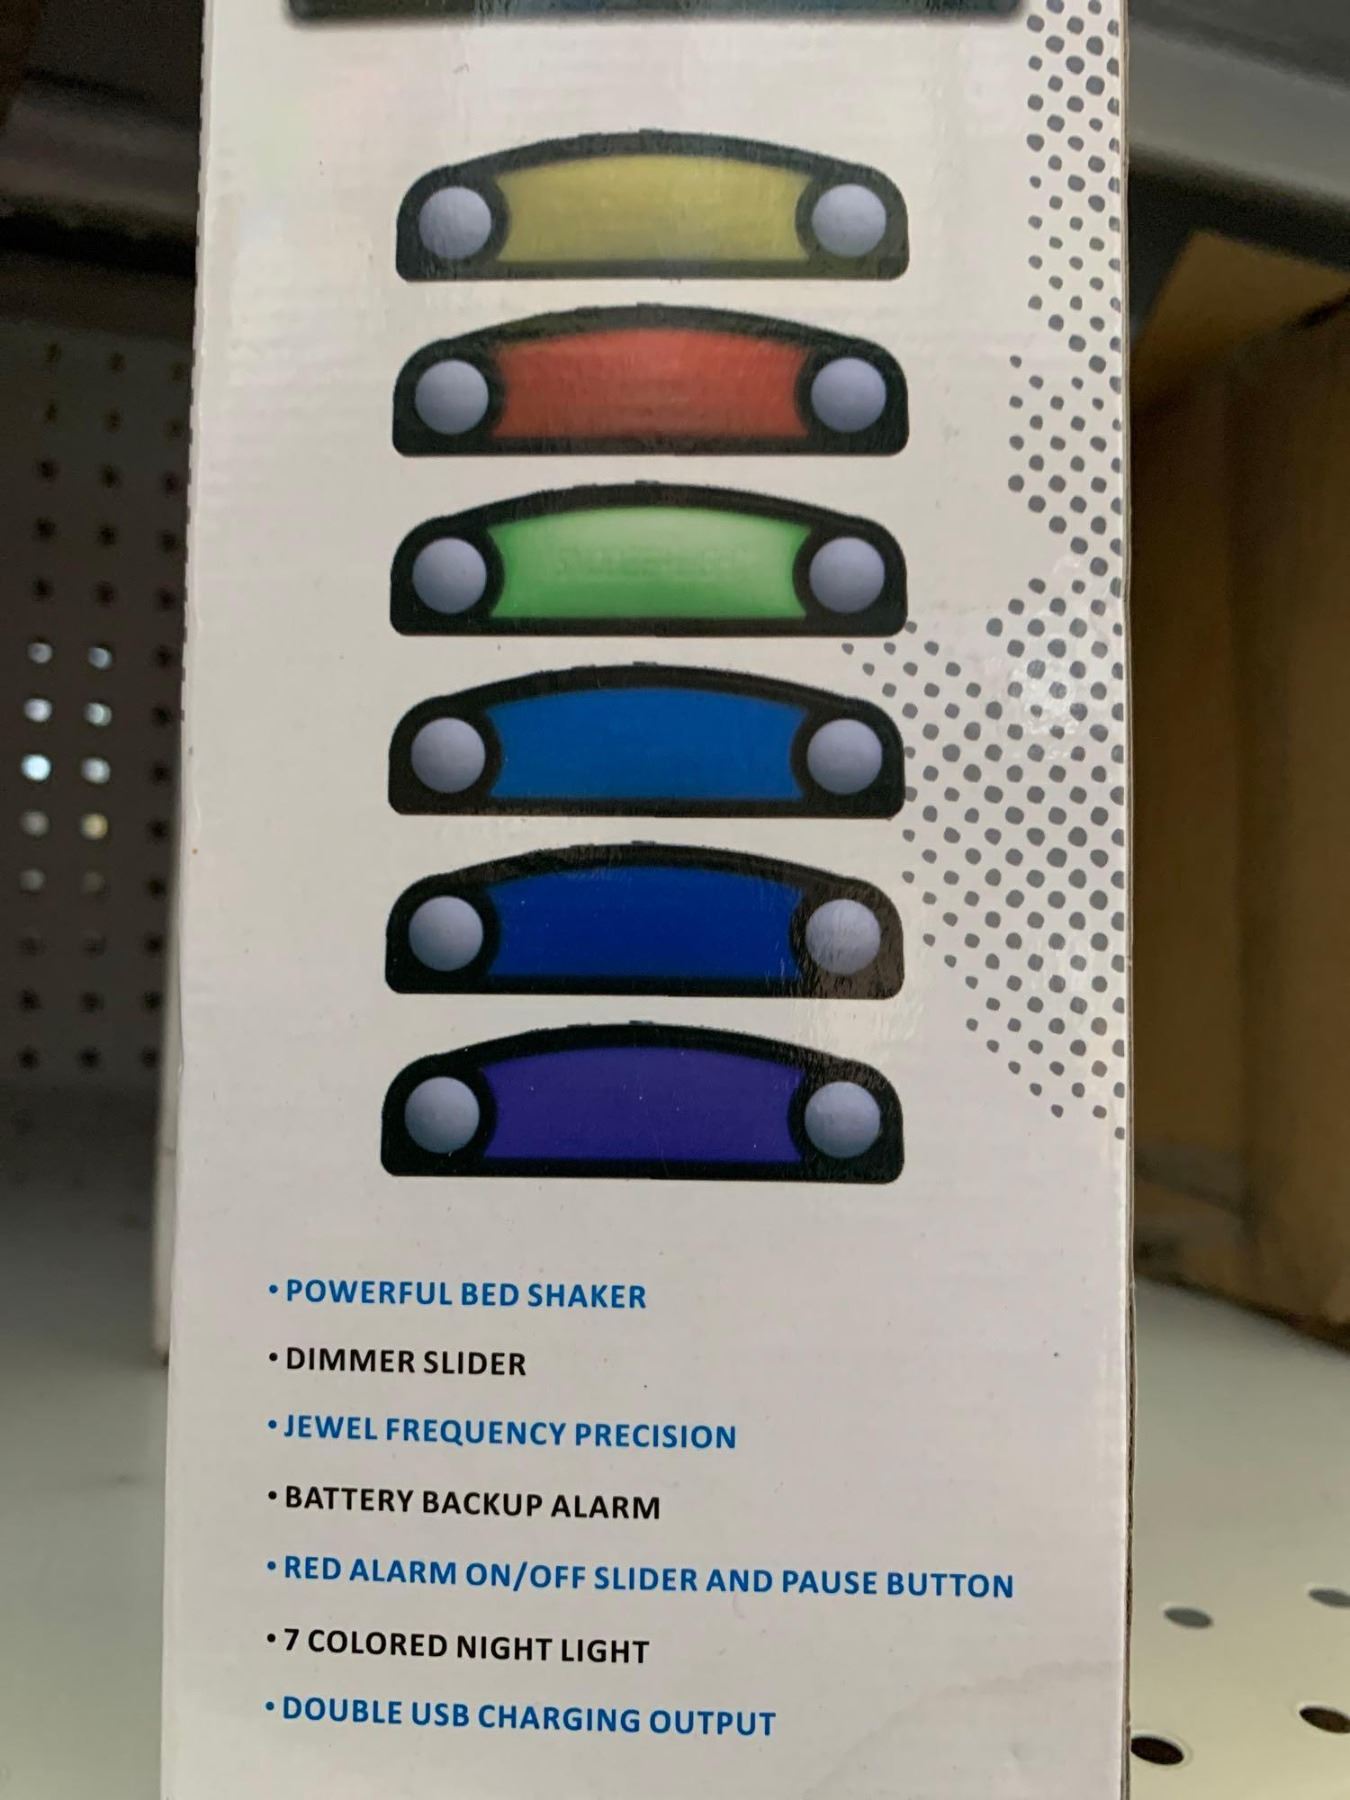 • POWERFUL BED SHAKER
• DIMMER SLIDER
• JEWEL FREQUENCY PRECISION
• BATTERY BACKUP ALARM
• RED ALARM ON/OFF SLIDER AND PAUSE BUTTON
• 7 COLORED NIGHT LIGHT
• DOUBLE USB CHARGING OUTPUT